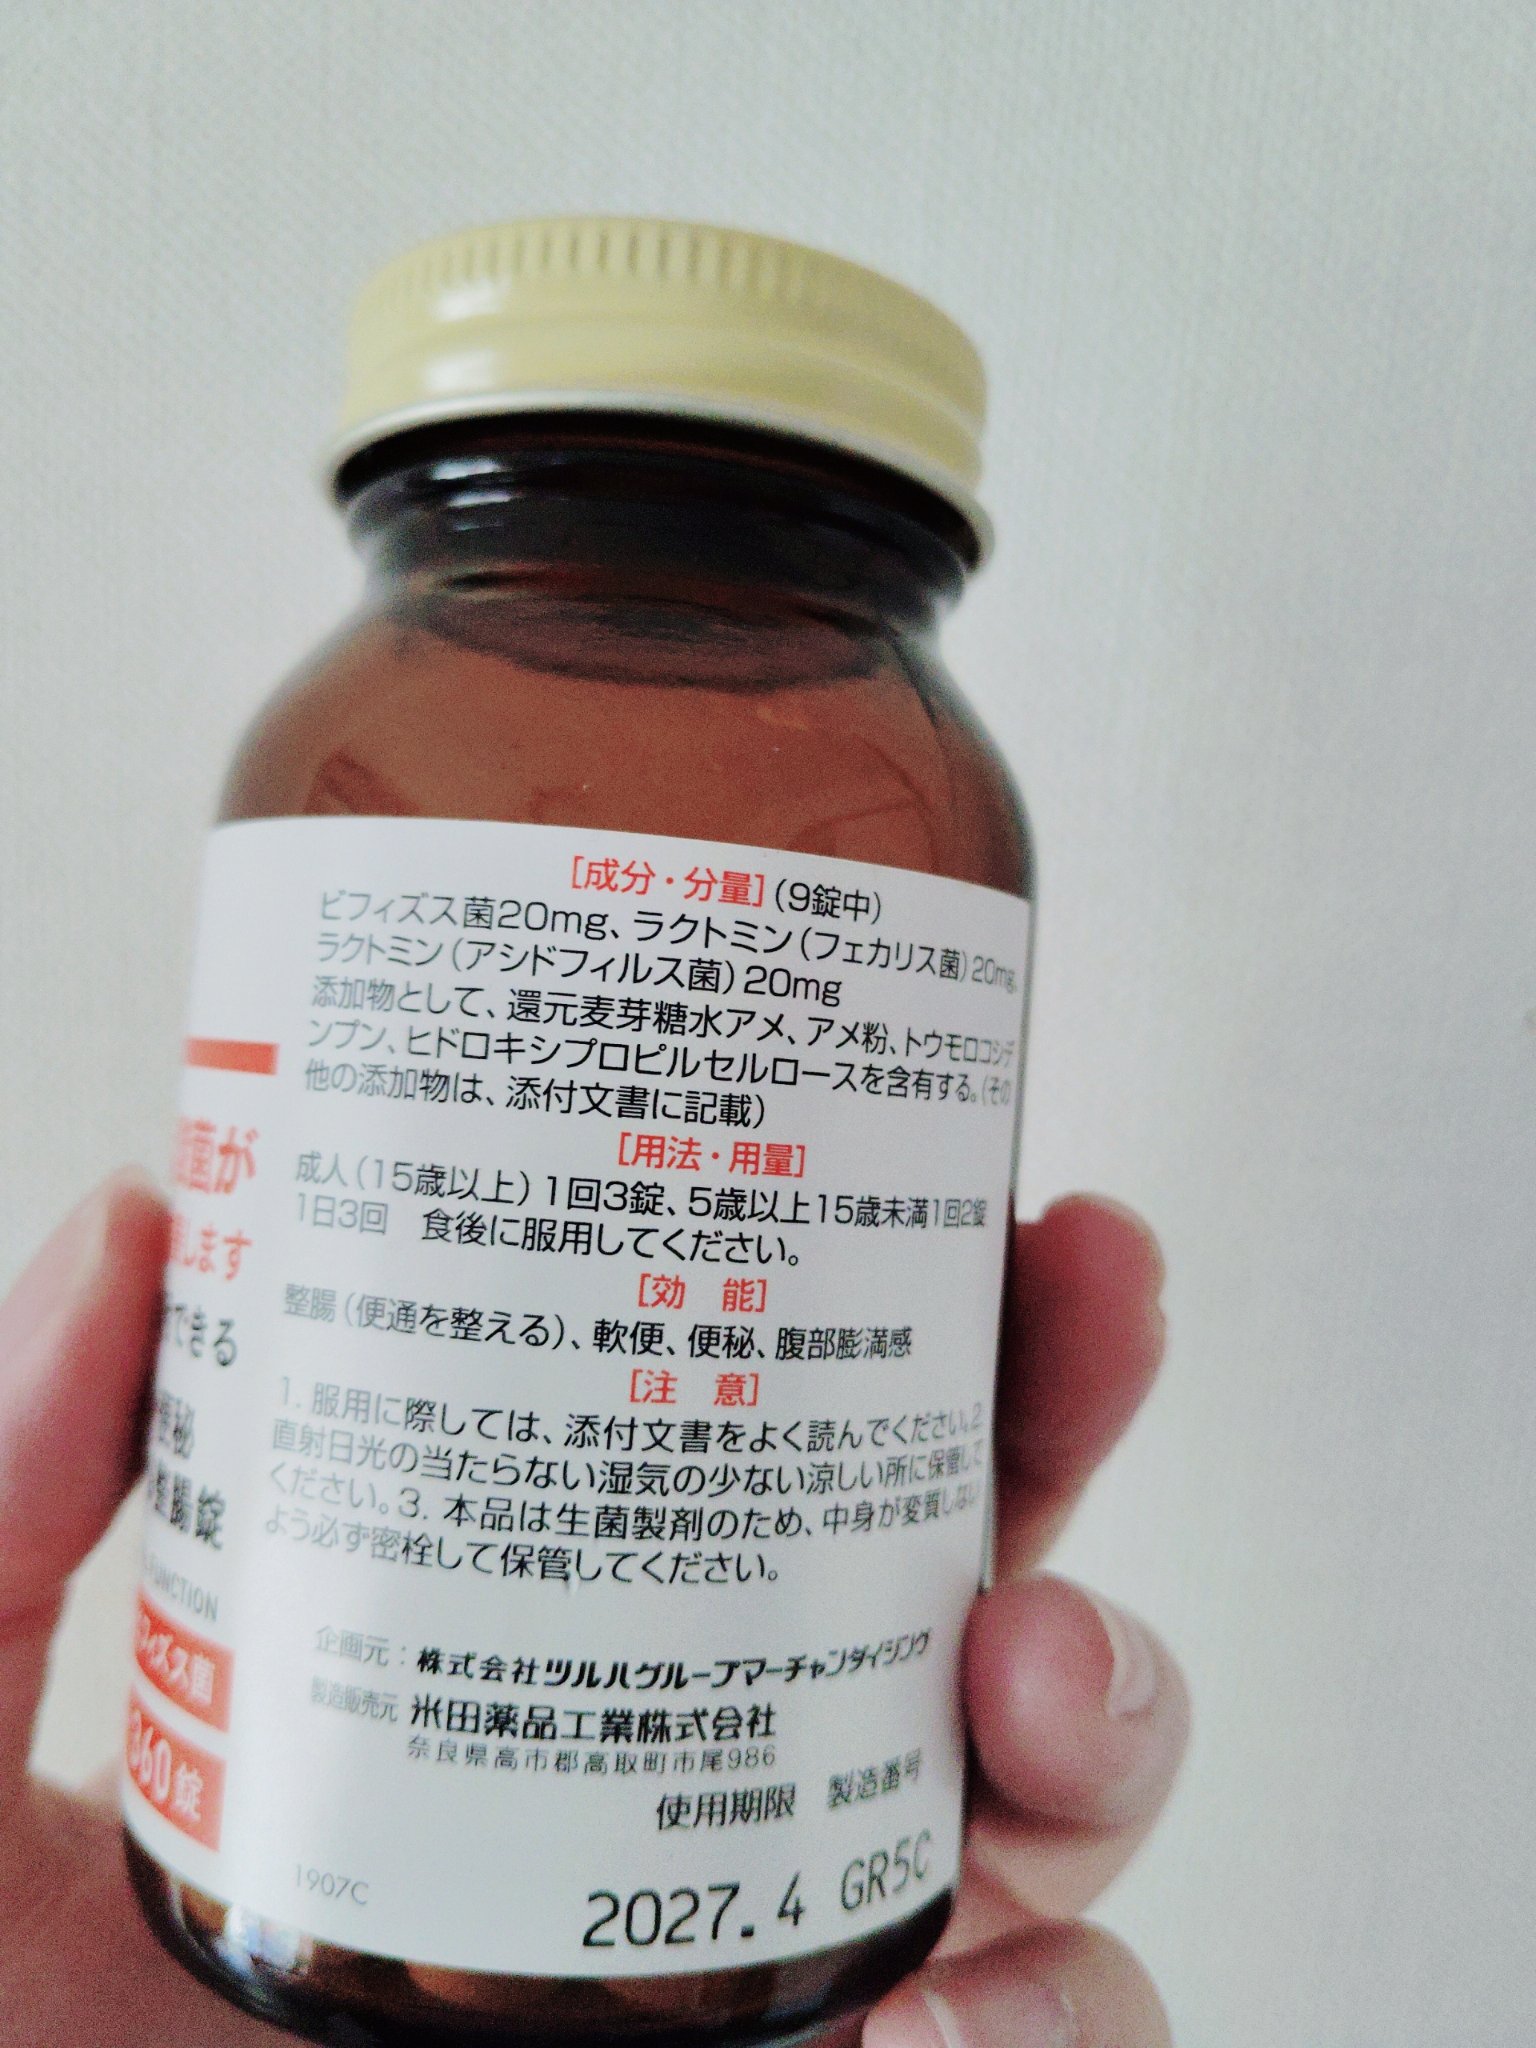 [成分・分量](9錠中)
ビフィズス菌20mg、ラクトミン(フェカリス菌)20mg、
ラクトミン(アシドフィルス菌)20mg
添加物として、還元麦芽糖水アメ、アメ粉、トウモロコシデ
ンプン、ヒドロキシプロピルセルロースを含有する。(その
他の添加物は、添付文書に記載)
[用法・用量]
成人(15歳以上)1回3錠、5歳以上15歳未満1回2錠
1日3回 食後に服用してください。
[効 能]
整腸(便通を整える)、軟便、便秘、腹部膨満感
[注 意]
1. 服用に際しては、添付文書をよく読んでください。2.
直射日光の当たらない湿気の少ない涼しい所に保管して
ください。3. 本品は生菌製剤のため、中身が変質しない
よう必ず密栓して保管してください。
企画元:株式会社ツルハグループマーチャンダイジング
製造販売元 米田薬品工業株式会社
奈良県高市郡高取町市尾986
使用期限 製造番号
2027.4 GR5C
1907C
菌が
します
できる
便秘
整腸錠
FUNCTION
フィズス菌
360錠